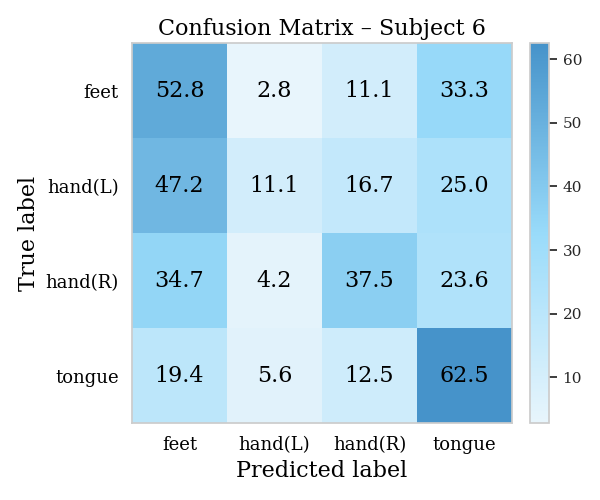 Confusion Matrix – Subject 6
feet 52.8 2.8 11.1 33.3
hand(L) 47.2 11.1 16.7 25.0
hand(R) 34.7 4.2 37.5 23.6
tongue 19.4 5.6 12.5 62.5
feet hand(L) hand(R) tongue
Predicted label
True label
60
50
40
30
20
10